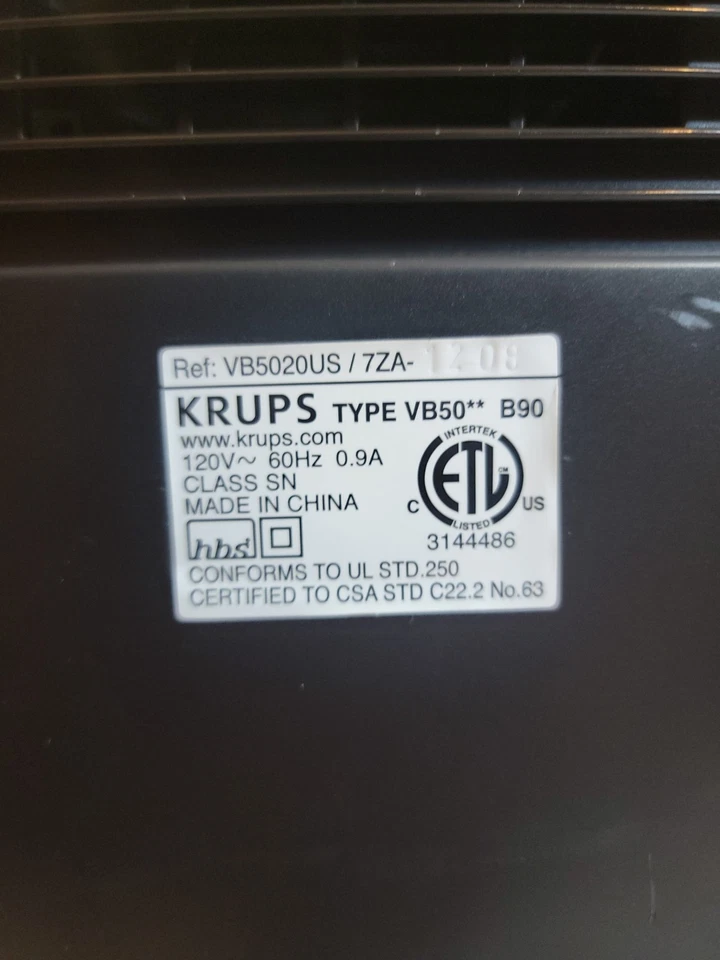 Ref: VB5020US / 7ZA- 1208
KRUPS TYPE VB50** B90
www.krups.com
120V~ 60Hz 0.9A
CLASS SN
MADE IN CHINA
INTERTEK
ETL CM
C US
LISTED
3144486
hbs
CONFORMS TO UL STD.250
CERTIFIED TO CSA STD C22.2 No.63